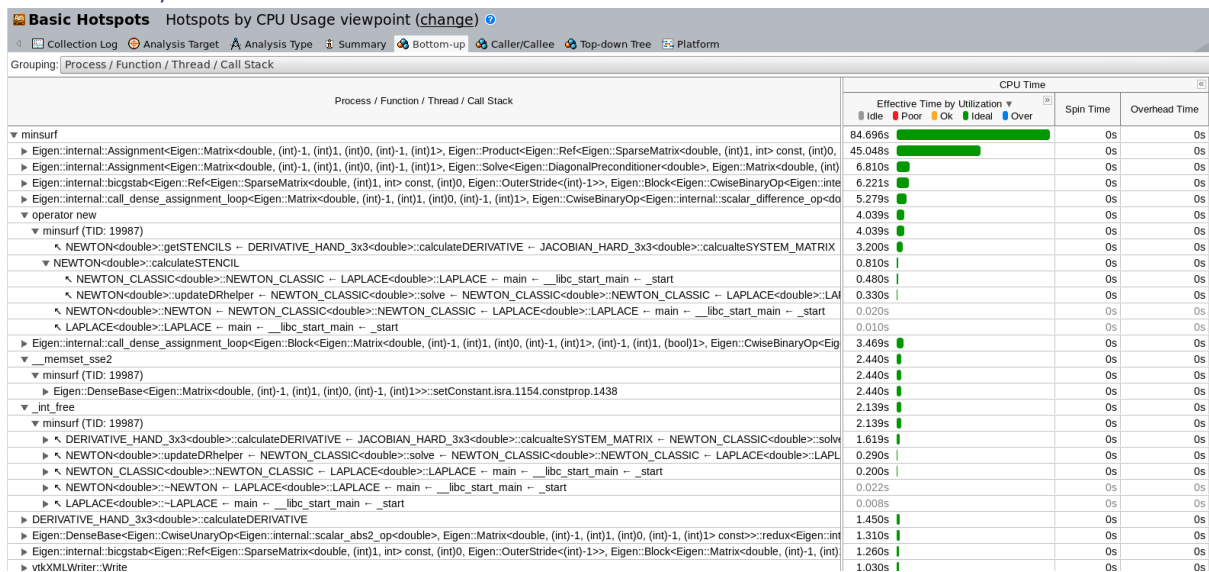 Basic Hotspots Hotspots by CPU Usage viewpoint (change) ?
Collection Log Analysis Target Analysis Type Summary Bottom-up Caller/Callee Top-down Tree Platform
Grouping: Process / Function / Thread / Call Stack
CPU Time
Process / Function / Thread / Call Stack
Effective Time by Utilization Spin Time Overhead Time
Idle Poor Ok Ideal Over
minsurf 84.696s 0s 0s
Eigen::internal::Assignment<Eigen::Matrix<double, (int)-1, (int)1, (int)0, (int)-1, (int)1>, Eigen::Product<Eigen::Ref<Eigen::SparseMatrix<double, (int)1, int> const, (int)0, 45.048s 0s 0s
Eigen::internal::Assignment<Eigen::Matrix<double, (int)-1, (int)1, (int)0, (int)-1, (int)1>, Eigen::Solve<Eigen::DiagonalPreconditioner<double>, Eigen::Matrix<double, (int) 6.810s 0s 0s
Eigen::internal::bicgstab<Eigen::Ref<Eigen::SparseMatrix<double, (int)1, int> const, (int)0, Eigen::OuterStride<(int)-1>>, Eigen::Block<Eigen::CwiseBinaryOp<Eigen::inte 6.221s 0s 0s
Eigen::internal::call_dense_assignment_loop<Eigen::Matrix<double, (int)-1, (int)1, (int)0, (int)-1, (int)1>, Eigen::CwiseBinaryOp<Eigen::internal::scalar_difference_op<do 5.279s 0s 0s
operator new 4.039s 0s 0s
minsurf (TID: 19987) 4.039s 0s 0s
↖ NEWTON<double>::getSTENCILS ← DERIVATIVE_HAND_3x3<double>::calculateDERIVATIVE ← JACOBIAN_HARD_3x3<double>::calcualteSYSTEM_MATRIX 3.200s 0s 0s
NEWTON<double>::calculateSTENCIL 0.810s 0s 0s
↖ NEWTON_CLASSIC<double>::NEWTON_CLASSIC ← LAPLACE<double>::LAPLACE ← main ← __libc_start_main ← _start 0.480s 0s 0s
↖ NEWTON<double>::updateDRhelper ← NEWTON_CLASSIC<double>::solve ← NEWTON_CLASSIC<double>::NEWTON_CLASSIC ← LAPLACE<double>::LAF 0.330s 0s 0s
↖ NEWTON<double>::NEWTON ← NEWTON_CLASSIC<double>::NEWTON_CLASSIC ← LAPLACE<double>::LAPLACE ← main ← __libc_start_main ← _start 0.020s 0s 0s
↖ LAPLACE<double>::LAPLACE ← main ← __libc_start_main ← _start 0.010s 0s 0s
Eigen::internal::call_dense_assignment_loop<Eigen::Block<Eigen::Matrix<double, (int)-1, (int)1, (int)0, (int)-1, (int)1>, (int)-1, (int)1, (bool)1>, Eigen::CwiseBinaryOp<Eig 3.469s 0s 0s
__memset_sse2 2.440s 0s 0s
minsurf (TID: 19987) 2.440s 0s 0s
Eigen::DenseBase<Eigen::Matrix<double, (int)-1, (int)1, (int)0, (int)-1, (int)1>>::setConstant.isra.1154.constprop.1438 2.440s 0s 0s
_int_free 2.139s 0s 0s
minsurf (TID: 19987) 2.139s 0s 0s
↖ DERIVATIVE_HAND_3x3<double>::calculateDERIVATIVE ← JACOBIAN_HARD_3x3<double>::calcualteSYSTEM_MATRIX ← NEWTON_CLASSIC<double>::solve 1.619s 0s 0s
↖ NEWTON<double>::updateDRhelper ← NEWTON_CLASSIC<double>::solve ← NEWTON_CLASSIC<double>::NEWTON_CLASSIC ← LAPLACE<double>::LAPL 0.290s 0s 0s
↖ NEWTON_CLASSIC<double>::NEWTON_CLASSIC ← LAPLACE<double>::LAPLACE ← main ← __libc_start_main ← _start 0.200s 0s 0s
↖ NEWTON<double>::~NEWTON ← LAPLACE<double>::LAPLACE ← main ← __libc_start_main ← _start 0.022s 0s 0s
↖ LAPLACE<double>::~LAPLACE ← main ← __libc_start_main ← _start 0.008s 0s 0s
DERIVATIVE_HAND_3x3<double>::calculateDERIVATIVE 1.450s 0s 0s
Eigen::DenseBase<Eigen::CwiseUnaryOp<Eigen::internal::scalar_abs2_op<double>, Eigen::Matrix<double, (int)-1, (int)1, (int)0, (int)-1, (int)1> const>>::redux<Eigen::int 1.310s 0s 0s
Eigen::internal::bicgstab<Eigen::Ref<Eigen::SparseMatrix<double, (int)1, int> const, (int)0, Eigen::OuterStride<(int)-1>>, Eigen::Block<Eigen::Matrix<double, (int)-1, (int) 1.260s 0s 0s
vtkXMLWriter::Write 1.030s 0s 0s